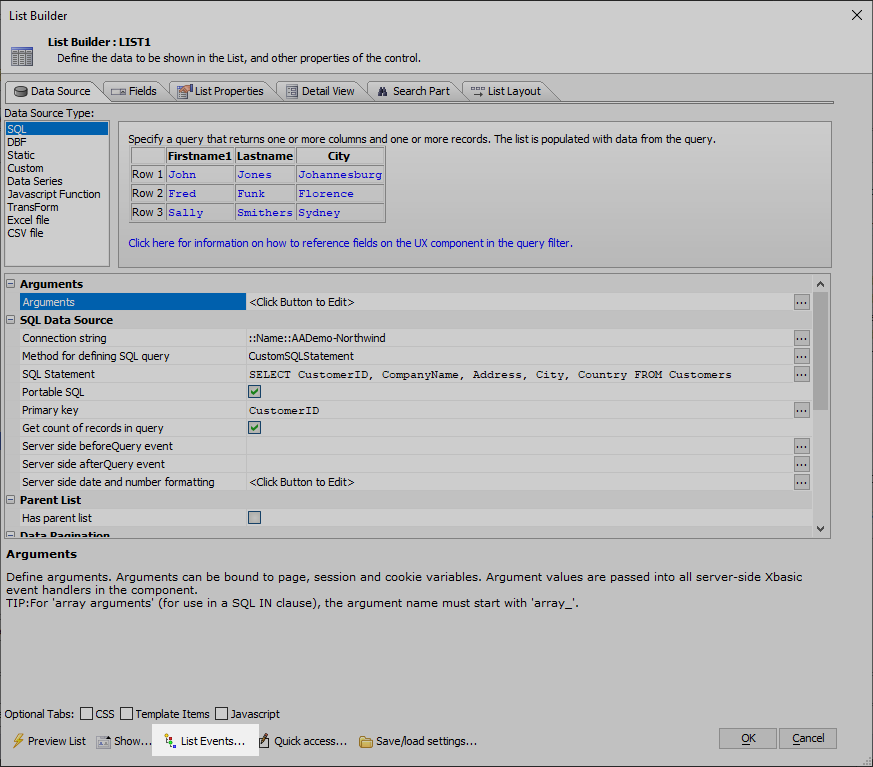 List Builder
List Builder : LIST1
Define the data to be shown in the List, and other properties of the control.
Data Source Fields List Properties Detail View Search Part List Layout
Data Source Type:
SQL
DBF
Static
Custom
Data Series
Javascript Function
TransForm
Excel file
CSV file
Specify a query that returns one or more columns and one or more records. The list is populated with data from the query.
Firstname1 Lastname City
Row 1 John Jones Johannesburg
Row 2 Fred Funk Florence
Row 3 Sally Smithers Sydney
Click here for information on how to reference fields on the UX component in the query filter.
Arguments
Arguments <Click Button to Edit> ...
SQL Data Source
Connection string ::Name::AADemo-Northwind ...
Method for defining SQL query CustomSQLStatement ...
SQL Statement SELECT CustomerID, CompanyName, Address, City, Country FROM Customers ...
Portable SQL
Primary key CustomerID ...
Get count of records in query
Server side beforeQuery event ...
Server side afterQuery event ...
Server side date and number formatting <Click Button to Edit> ...
Parent List
Has parent list
Data Pagination
Arguments
Define arguments. Arguments can be bound to page, session and cookie variables. Argument values are passed into all server-side Xbasic
event handlers in the component.
TIP:For 'array arguments' (for use in a SQL IN clause), the argument name must start with 'array_'.
Optional Tabs: CSS Template Items Javascript
Preview List Show... List Events... Quick access... Save/load settings... OK Cancel